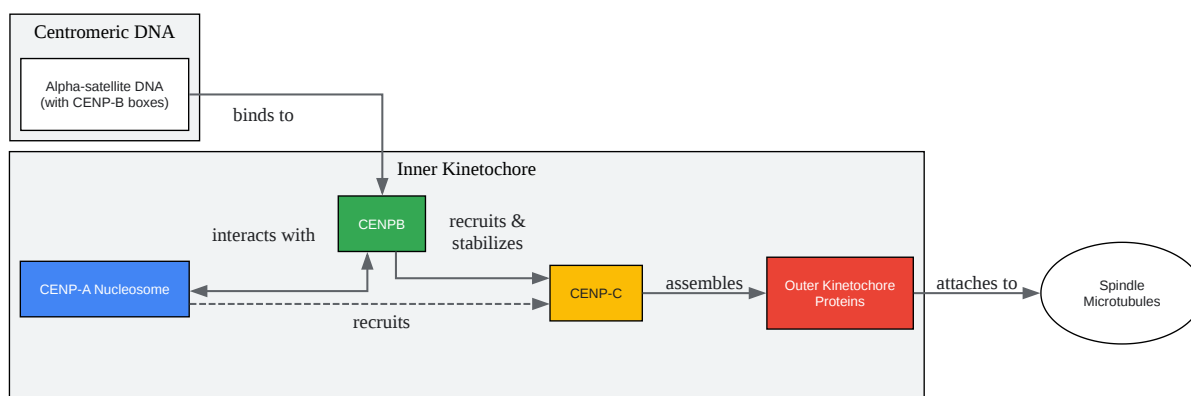 Centromeric DNA
Alpha-satellite DNA
(with CENP-B boxes)
binds to
Inner Kinetochore
CENPB
recruits &
stabilizes
interacts with
CENP-A Nucleosome
CENP-C
assembles
Outer Kinetochore
Proteins
attaches to
Spindle
Microtubules
recruits